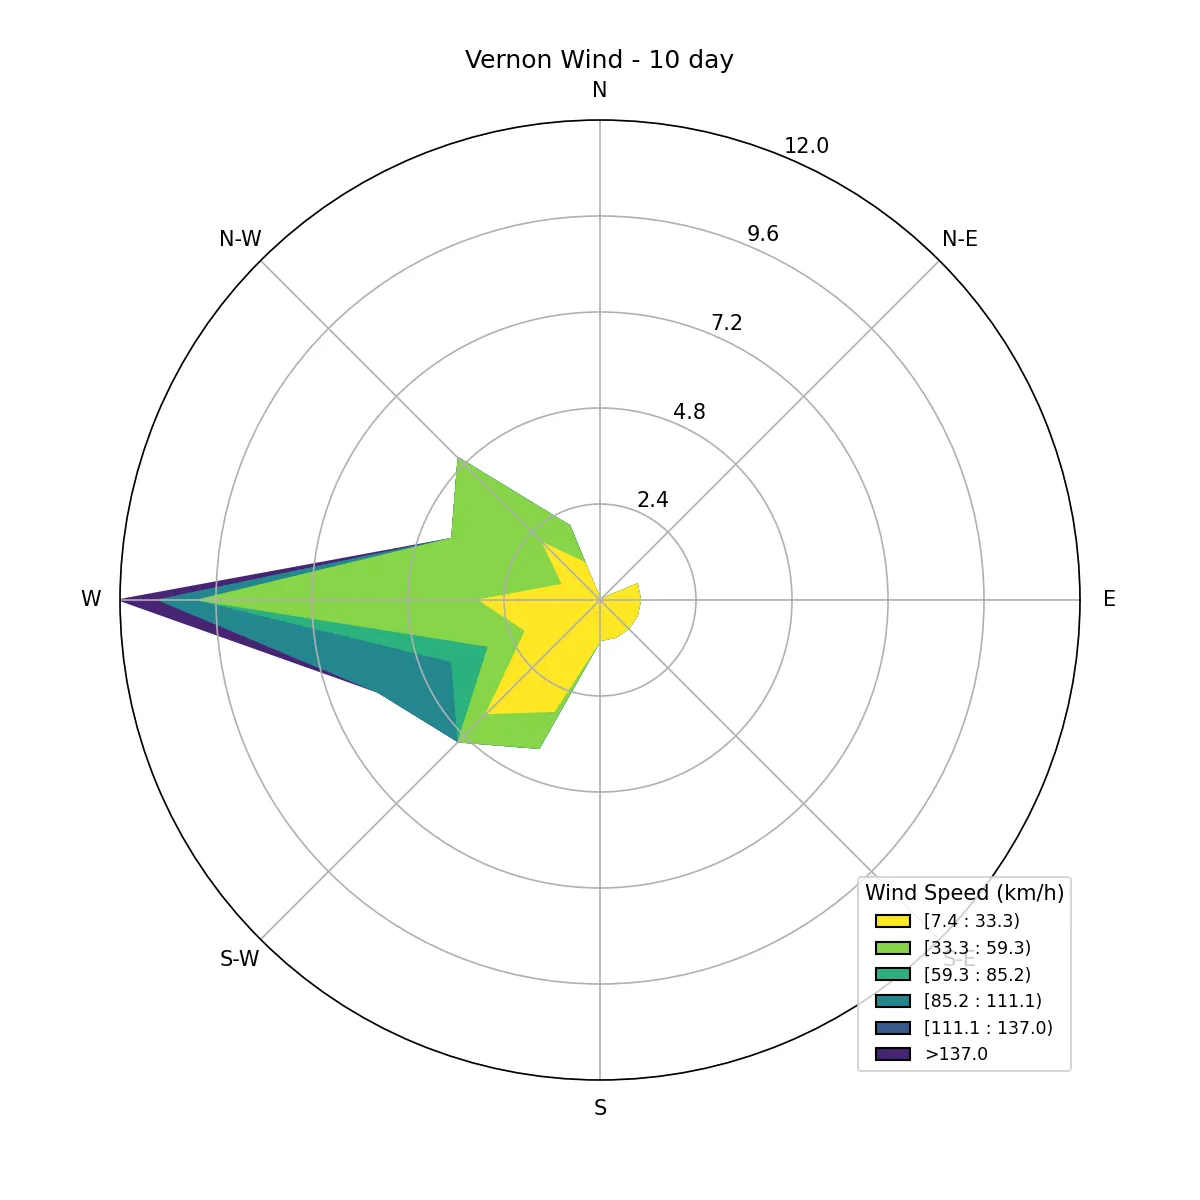 Vernon Wind - 10 day
N
12.0
N-W
9.6
N-E
7.2
4.8
2.4
W
E
S-W
S-E
Wind Speed (km/h)
[7.4 : 33.3)
[33.3 : 59.3)
[59.3 : 85.2)
[85.2 : 111.1)
[111.1 : 137.0)
>137.0
S